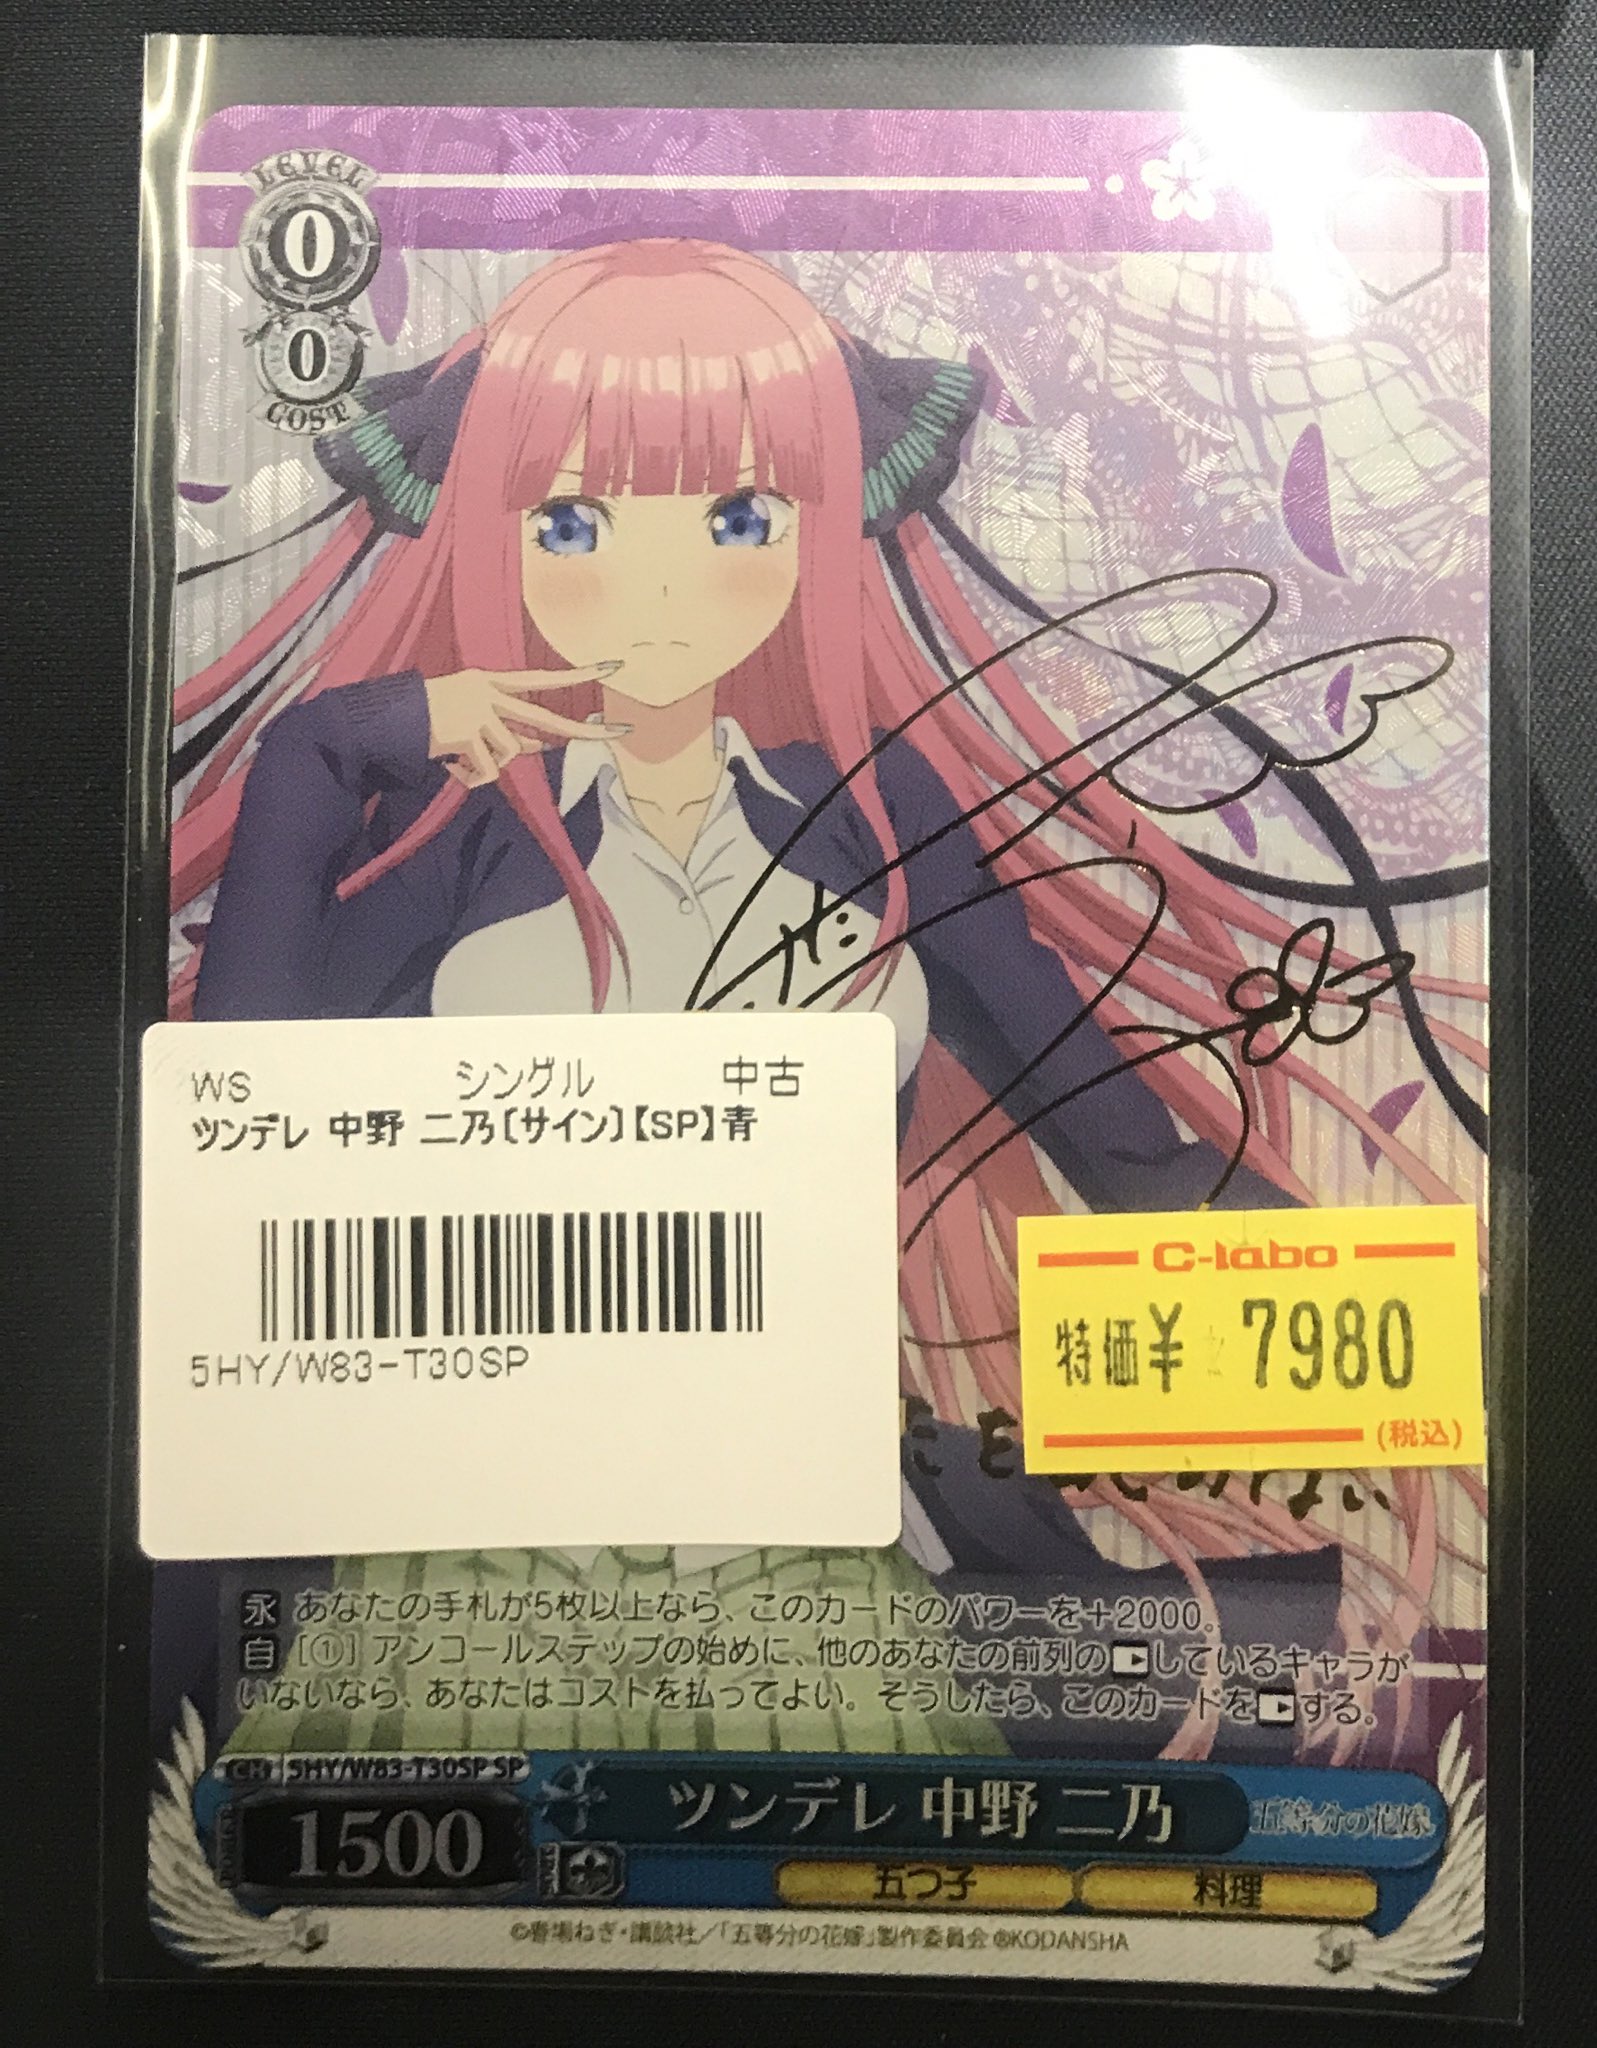 LEVEL
0
0
COST
WS シングル 中古
ツンデレ 中野 二乃〔サイン〕【SP】青
5HY/W83-T30SP
C-labo
特価¥ 7980
(税込)
永 あなたの手札が5枚以上なら、このカードのパワーを+2000。
自 [①] アンコールステップの始めに、他のあなたの前列の しているキャラが
いないなら、あなたはコストを払ってよい。そうしたら、このカードを する。
CH 5HY/W83-T30SP SP
1500
ツンデレ 中野 二乃
五等分の花嫁
五つ子 料理
©春場ねぎ・講談社/「五等分の花嫁」製作委員会 ®KODANSHA